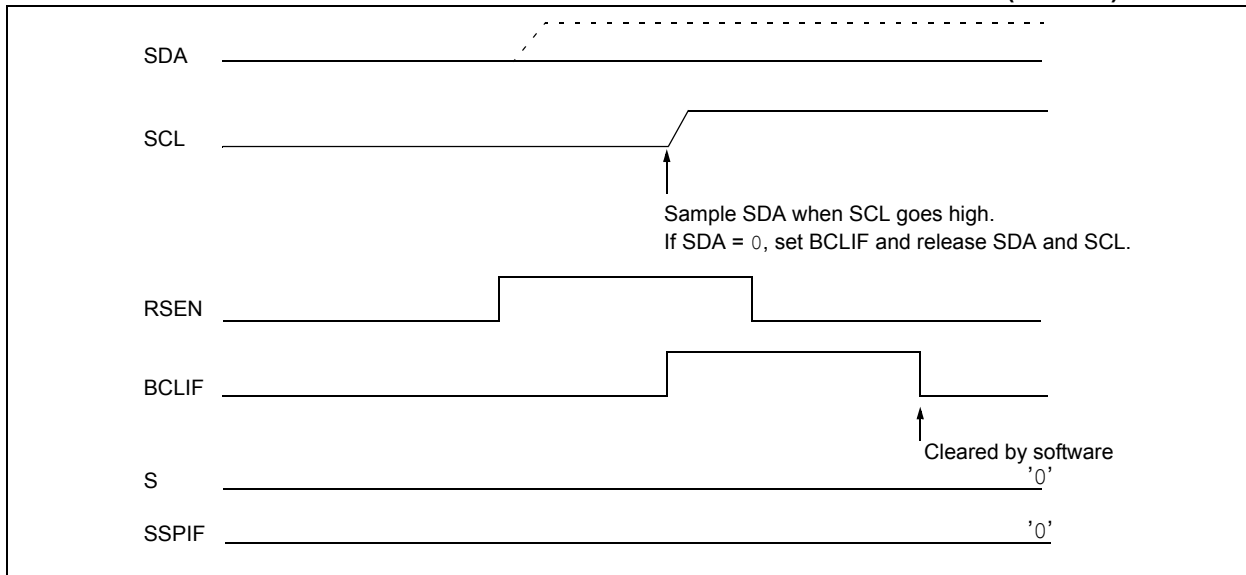 SDA
SCL
Sample SDA when SCL goes high.
If SDA = 0, set BCLIF and release SDA and SCL.
RSEN
BCLIF
Cleared by software
S
'0'
SSPIF
'0'